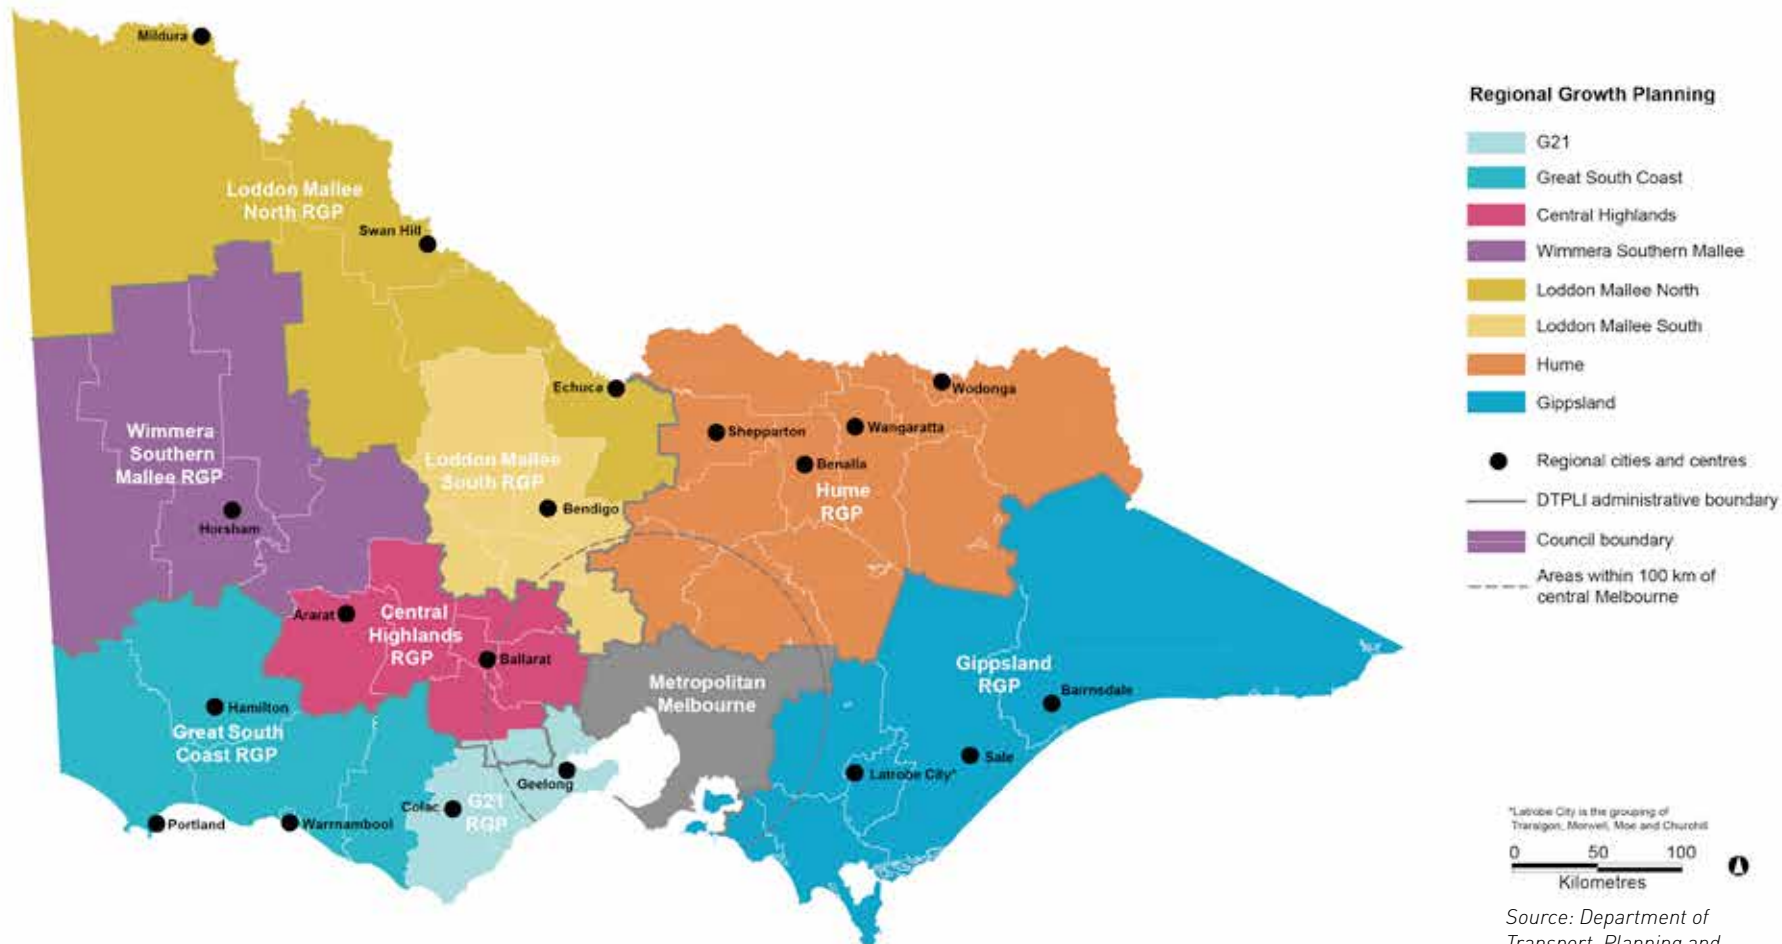 Mildura
Loddon Mallee
North RGP
Swan Hill
Echuca
Wodonga
Shepparton
Wangaratta
Benalla
Hume
RGP
Wimmera
Southern
Mallee RGP
Loddon Mallee
South RGP
Bendigo
Horsham
Ararat
Central
Highlands
RGP
Ballarat
Metropolitan
Melbourne
Gippsland
RGP
Bairnsdale
Hamilton
Great South
Coast RGP
Sale
Latrobe City*
Geelong
Colac
G21
RGP
Portland
Warrnambool
Regional Growth Planning
G21
Great South Coast
Central Highlands
Wimmera Southern Mallee
Loddon Mallee North
Loddon Mallee South
Hume
Gippsland
Regional cities and centres
DTPLI administrative boundary
Council boundary
Areas within 100 km of
central Melbourne
*Latrobe City is the grouping of
Traralgon, Morwell, Moe and Churchill
0 50 100
Kilometres
Source: Department of
Transport, Planning and